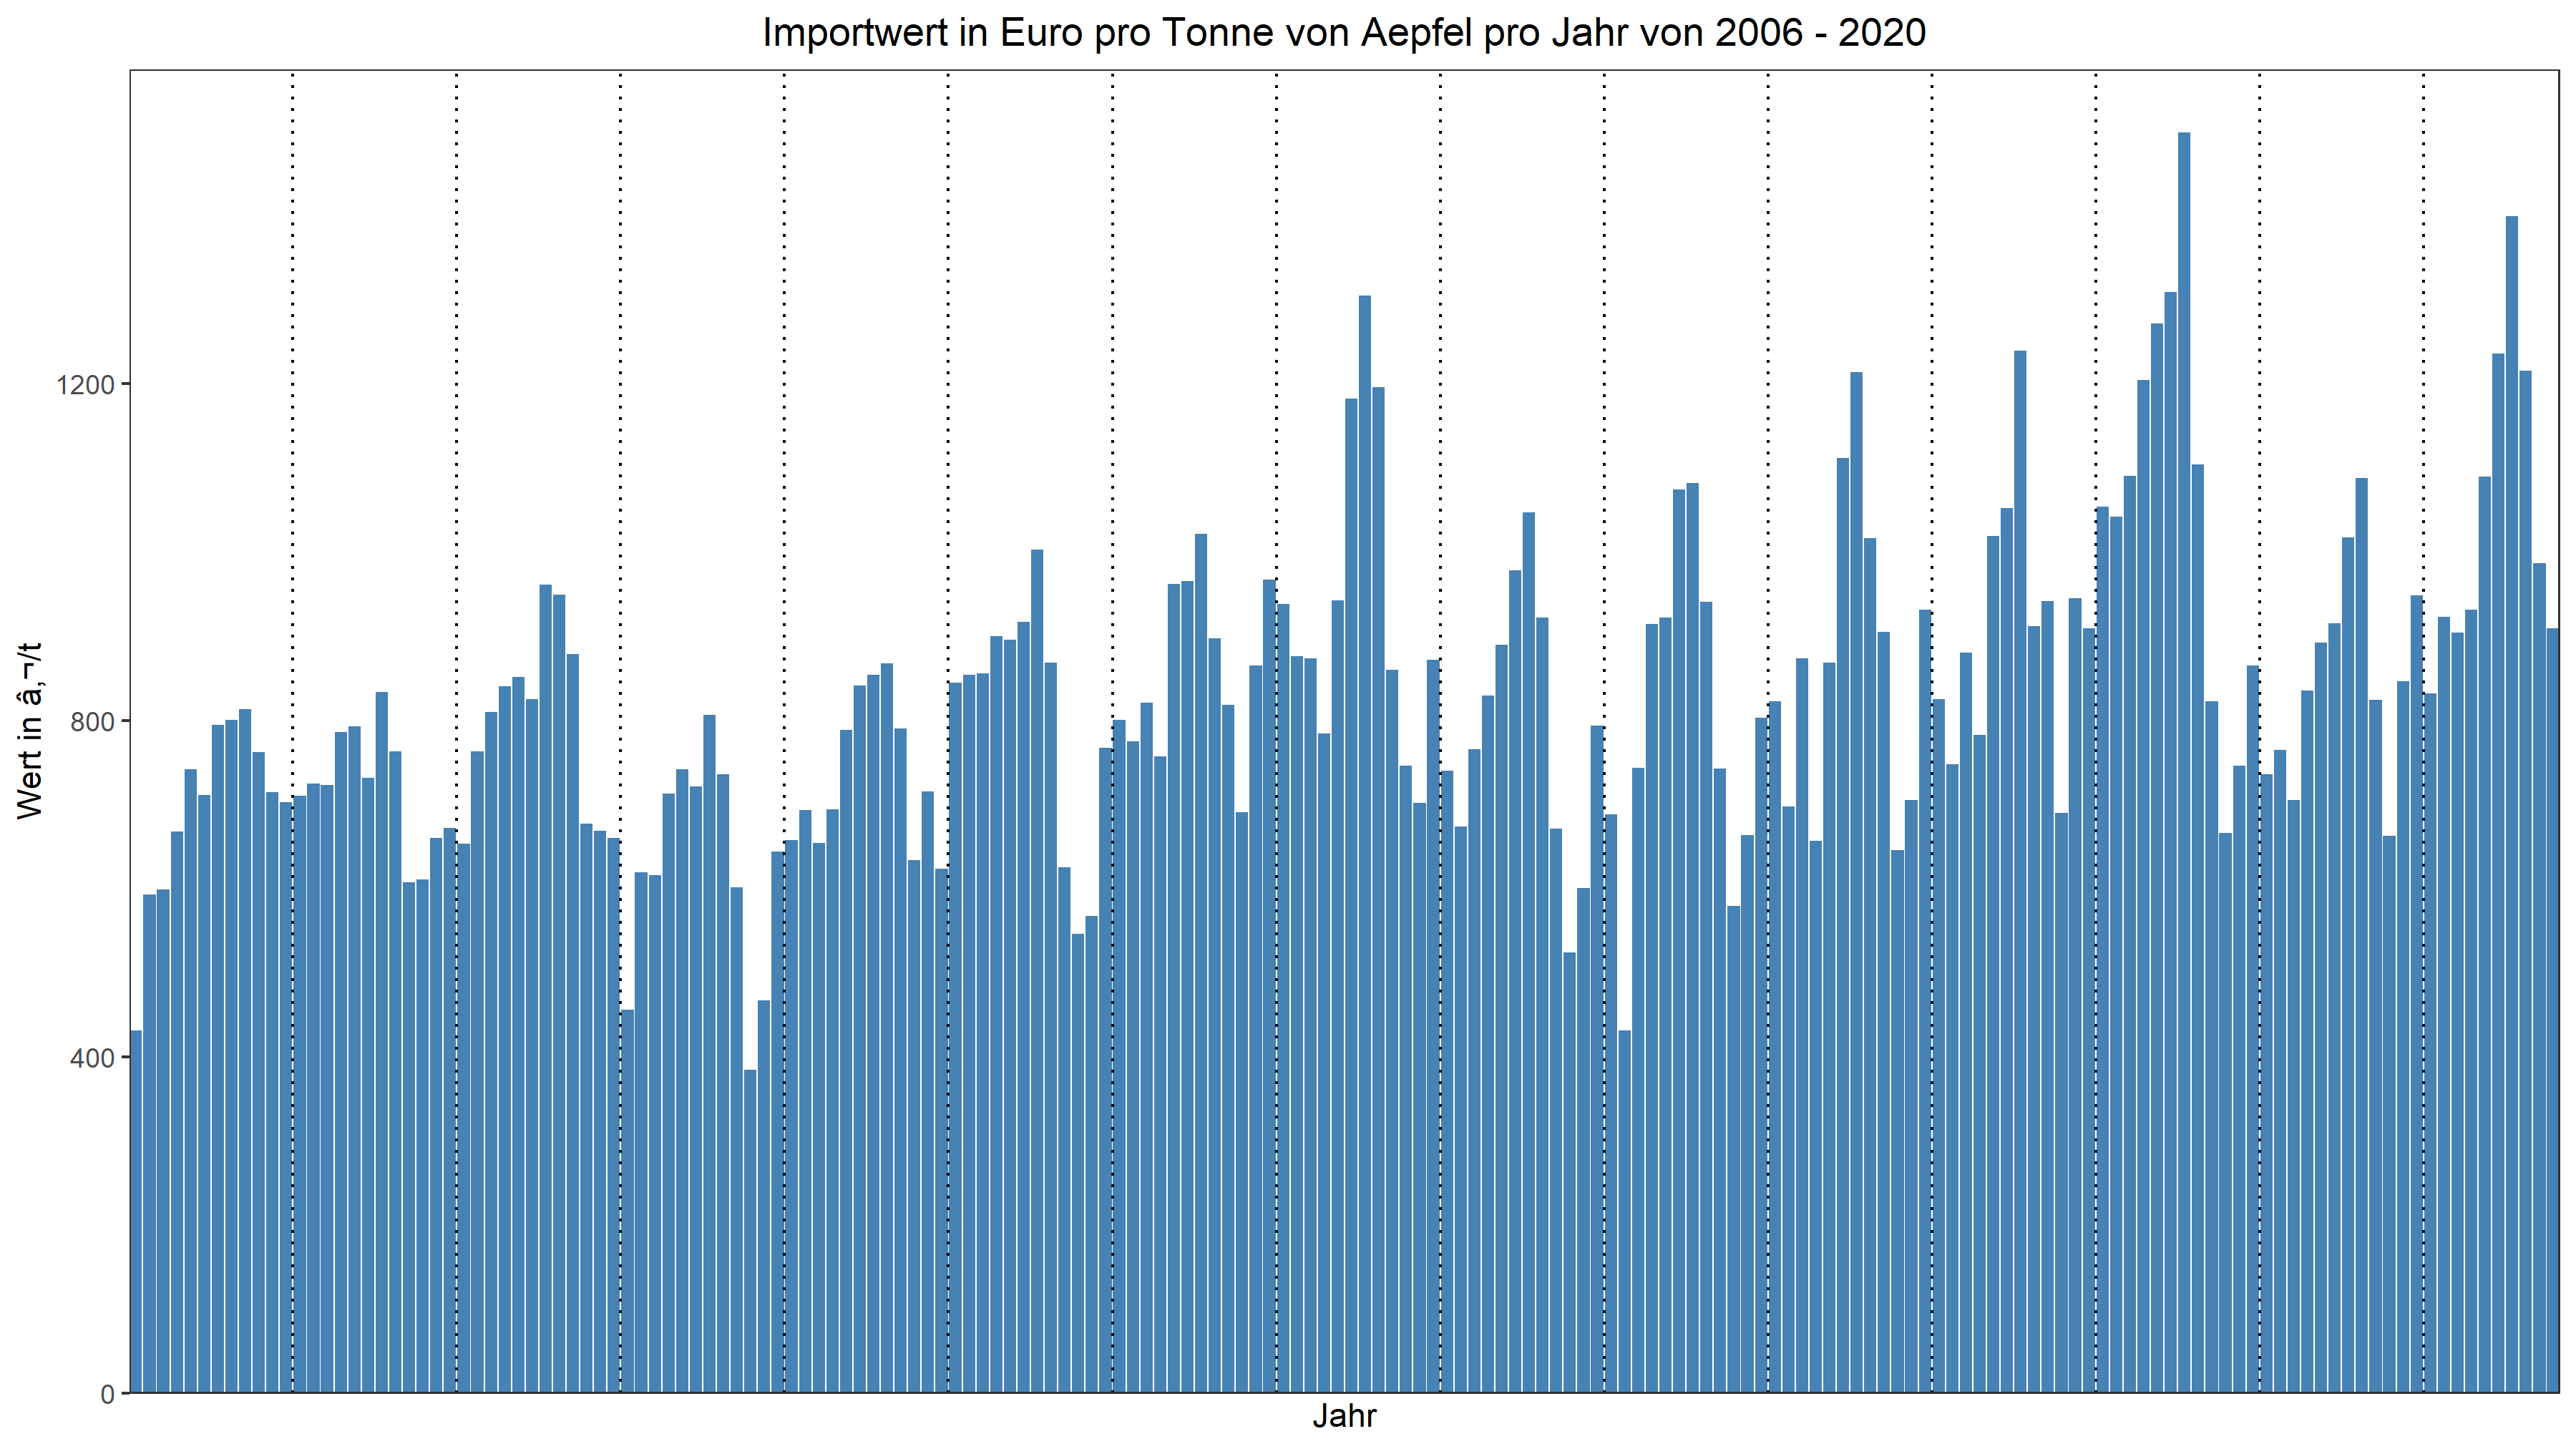 Importwert in Euro pro Tonne von Aepfel pro Jahr von 2006 - 2020
Wert in â‚¬/t
1200
800
400
0
Jahr